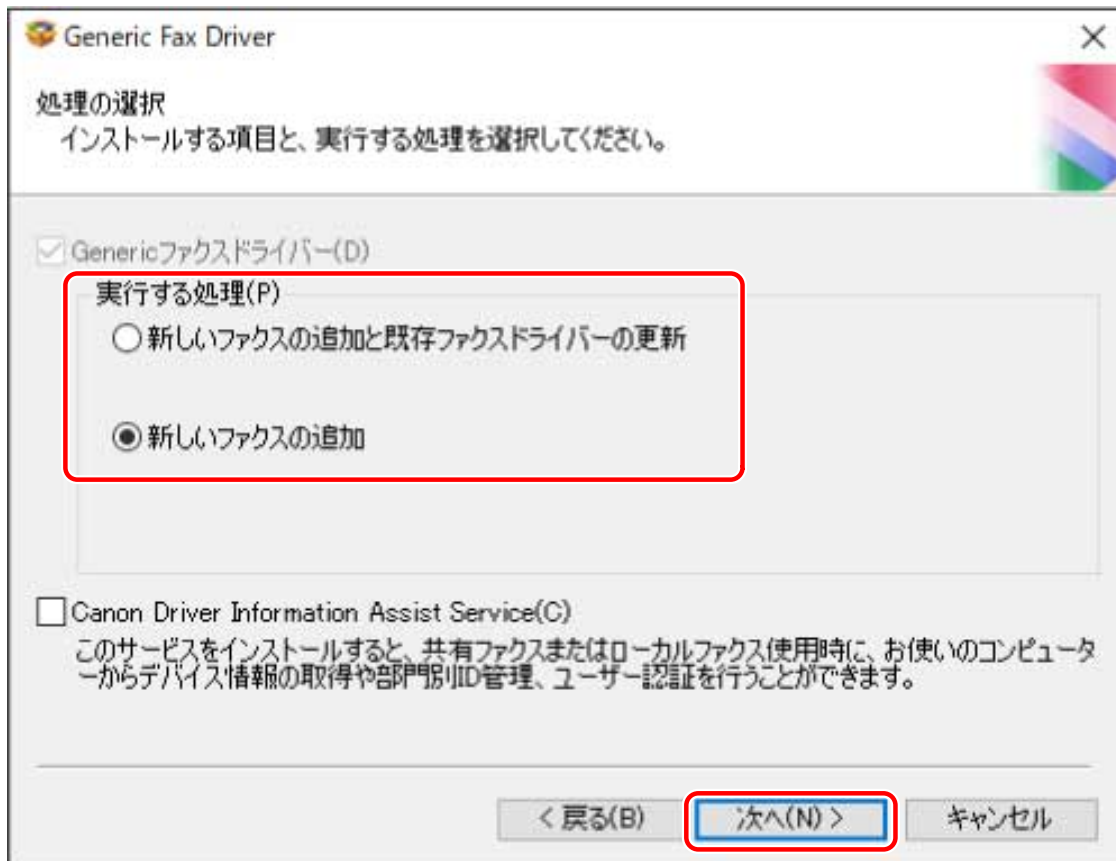 Generic Fax Driver
処理の選択
インストールする項目と、実行する処理を選択してください。
Genericファクスドライバー(D)
実行する処理(P)
新しいファクスの追加と既存ファクスドライバーの更新
新しいファクスの追加
Canon Driver Information Assist Service(C)
このサービスをインストールすると、共有ファクスまたはローカルファクス使用時に、お使いのコンピュータ
ーからデバイス情報の取得や部門別ID管理、ユーザー認証を行うことができます。
< 戻る(B)
次へ(N) >
キャンセル